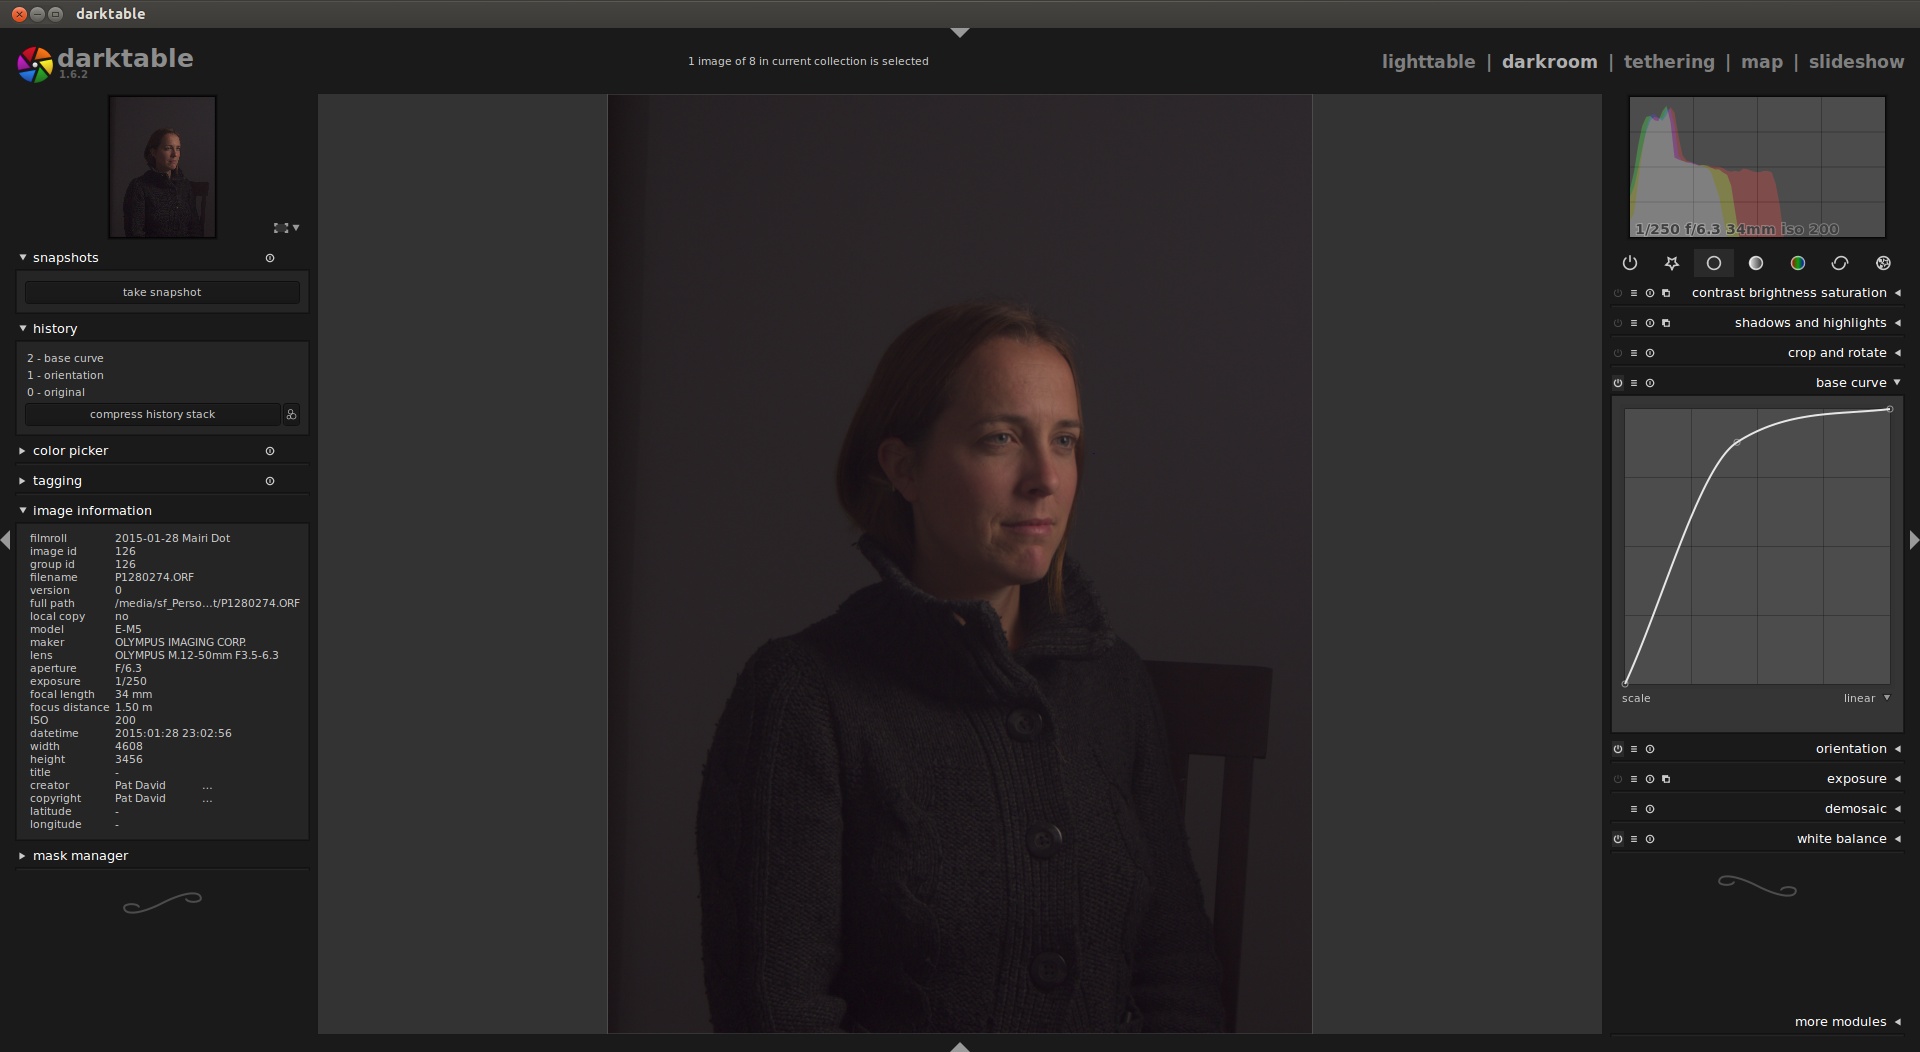 darktable
darktable
1.6.2
1 image of 8 in current collection is selected
lighttable | darkroom | tethering | map | slideshow
snapshots
take snapshot
history
2 - base curve
1 - orientation
0 - original
compress history stack
color picker
tagging
image information
filmroll 2015-01-28 Mairi Dot
image id 126
group id 126
filename P1280274.ORF
version 0
full path /media/sf_Perso...t/P1280274.ORF
local copy no
model E-M5
maker OLYMPUS IMAGING CORP.
lens OLYMPUS M.12-50mm F3.5-6.3
aperture F/6.3
exposure 1/250
focal length 34 mm
focus distance 1.50 m
ISO 200
datetime 2015:01:28 23:02:56
width 4608
height 3456
title -
creator Pat David ...
copyright Pat David ...
latitude -
longitude -
mask manager
1/250 f/6.3 34mm iso 200
contrast brightness saturation
shadows and highlights
crop and rotate
base curve
scale linear
orientation
exposure
demosaic
white balance
more modules